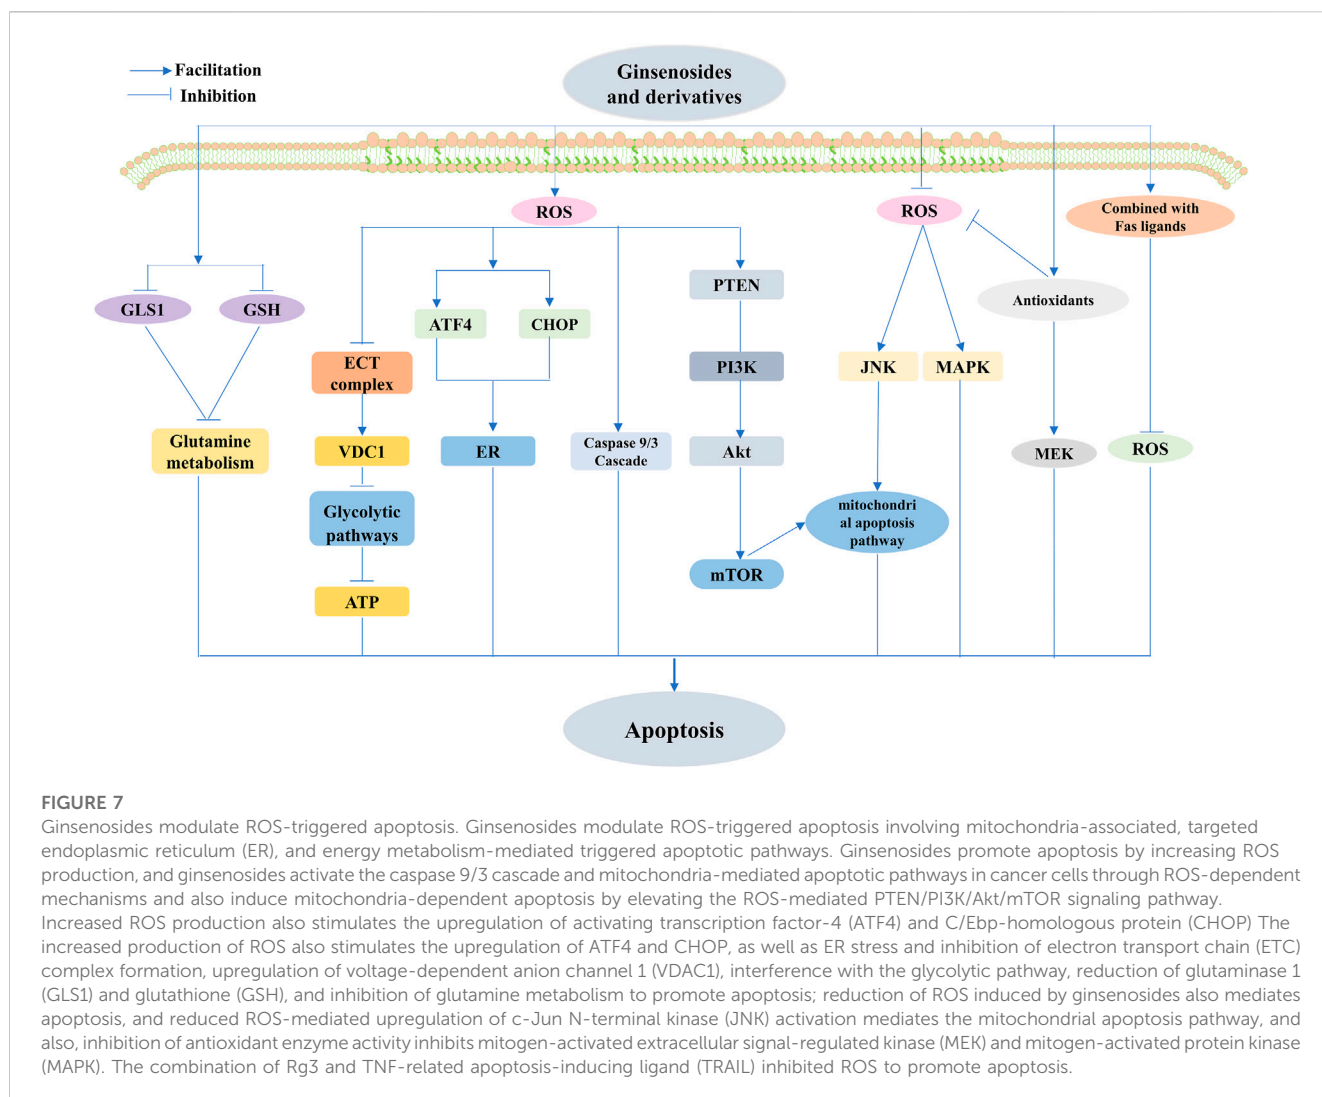 Facilitation
Inhibition
Ginsenosides
and derivatives
ROS
ROS
Combined with
Fas ligands
GLS1
GSH
ATF4
CHOP
PTEN
Antioxidants
ECT
complex
PI3K
JNK
MAPK
Glutamine
metabolism
VDC1
ER
Caspase 9/3
Cascade
Akt
MEK
ROS
Glycolytic
pathways
mitochondri
al apoptosis
pathway
mTOR
ATP
Apoptosis
FIGURE 7
Ginsenosides modulate ROS-triggered apoptosis. Ginsenosides modulate ROS-triggered apoptosis involving mitochondria-associated, targeted
endoplasmic reticulum (ER), and energy metabolism-mediated triggered apoptotic pathways. Ginsenosides promote apoptosis by increasing ROS
production, and ginsenosides activate the caspase 9/3 cascade and mitochondria-mediated apoptotic pathways in cancer cells through ROS-dependent
mechanisms and also induce mitochondria-dependent apoptosis by elevating the ROS-mediated PTEN/PI3K/Akt/mTOR signaling pathway.
Increased ROS production also stimulates the upregulation of activating transcription factor-4 (ATF4) and C/Ebp-homologous protein (CHOP) The
increased production of ROS also stimulates the upregulation of ATF4 and CHOP, as well as ER stress and inhibition of electron transport chain (ETC)
complex formation, upregulation of voltage-dependent anion channel 1 (VDAC1), interference with the glycolytic pathway, reduction of glutaminase 1
(GLS1) and glutathione (GSH), and inhibition of glutamine metabolism to promote apoptosis; reduction of ROS induced by ginsenosides also mediates
apoptosis, and reduced ROS-mediated upregulation of c-Jun N-terminal kinase (JNK) activation mediates the mitochondrial apoptosis pathway, and
also, inhibition of antioxidant enzyme activity inhibits mitogen-activated extracellular signal-regulated kinase (MEK) and mitogen-activated protein kinase
(MAPK). The combination of Rg3 and TNF-related apoptosis-inducing ligand (TRAIL) inhibited ROS to promote apoptosis.